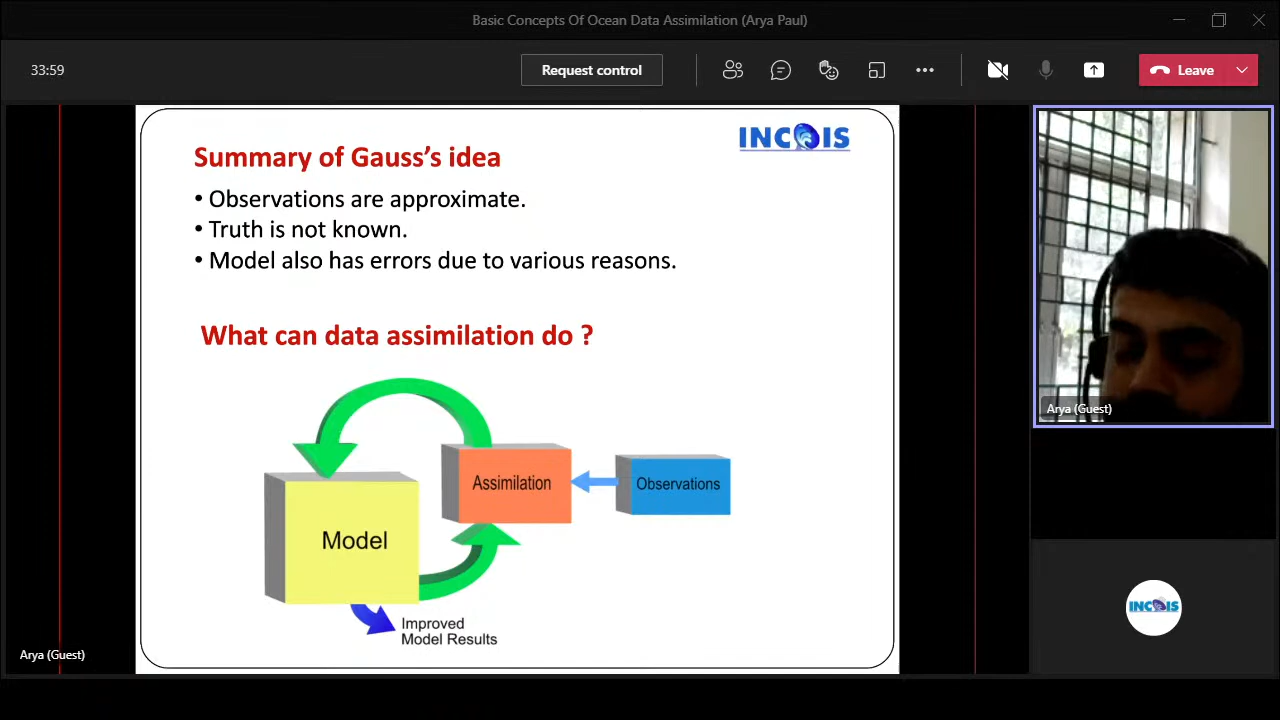 Basic Concepts Of Ocean Data Assimilation (Arya Paul)
33:59
Request control
Leave
INCOIS
Summary of Gauss's idea
• Observations are approximate.
• Truth is not known.
• Model also has errors due to various reasons.
What can data assimilation do ?
Assimilation
Observations
Model
Improved
Model Results
Arya (Guest)
Arya (Guest)
INCOIS